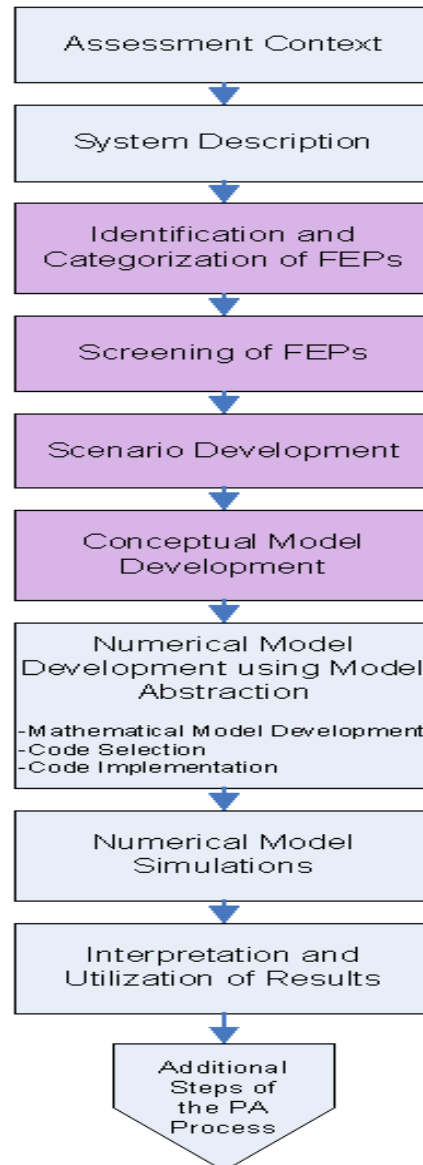 Assessment Context
System Description
Identification and
Categorization of FEPs
Screening of FEPs
Scenario Development
Conceptual Model
Development
Numerical Model
Development using Model
Abstraction
-Mathematical Model Development
-Code Selection
-Code Implementation
Numerical Model
Simulations
Interpretation and
Utilization of Results
Additional
Steps of
the PA
Process